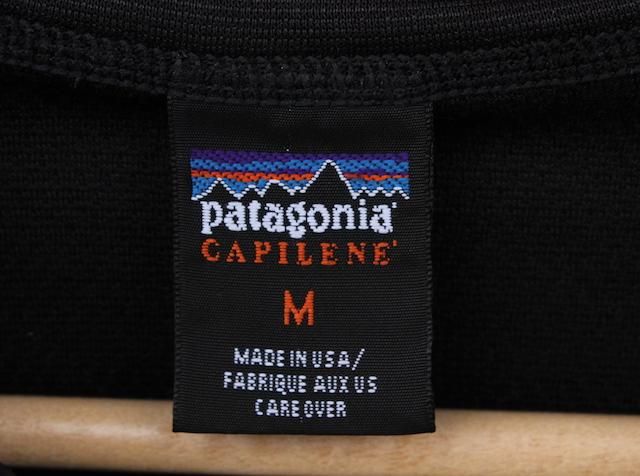 patagonia®
CAPILENE®
M
MADE IN USA/
FABRIQUE AUX US
CARE OVER